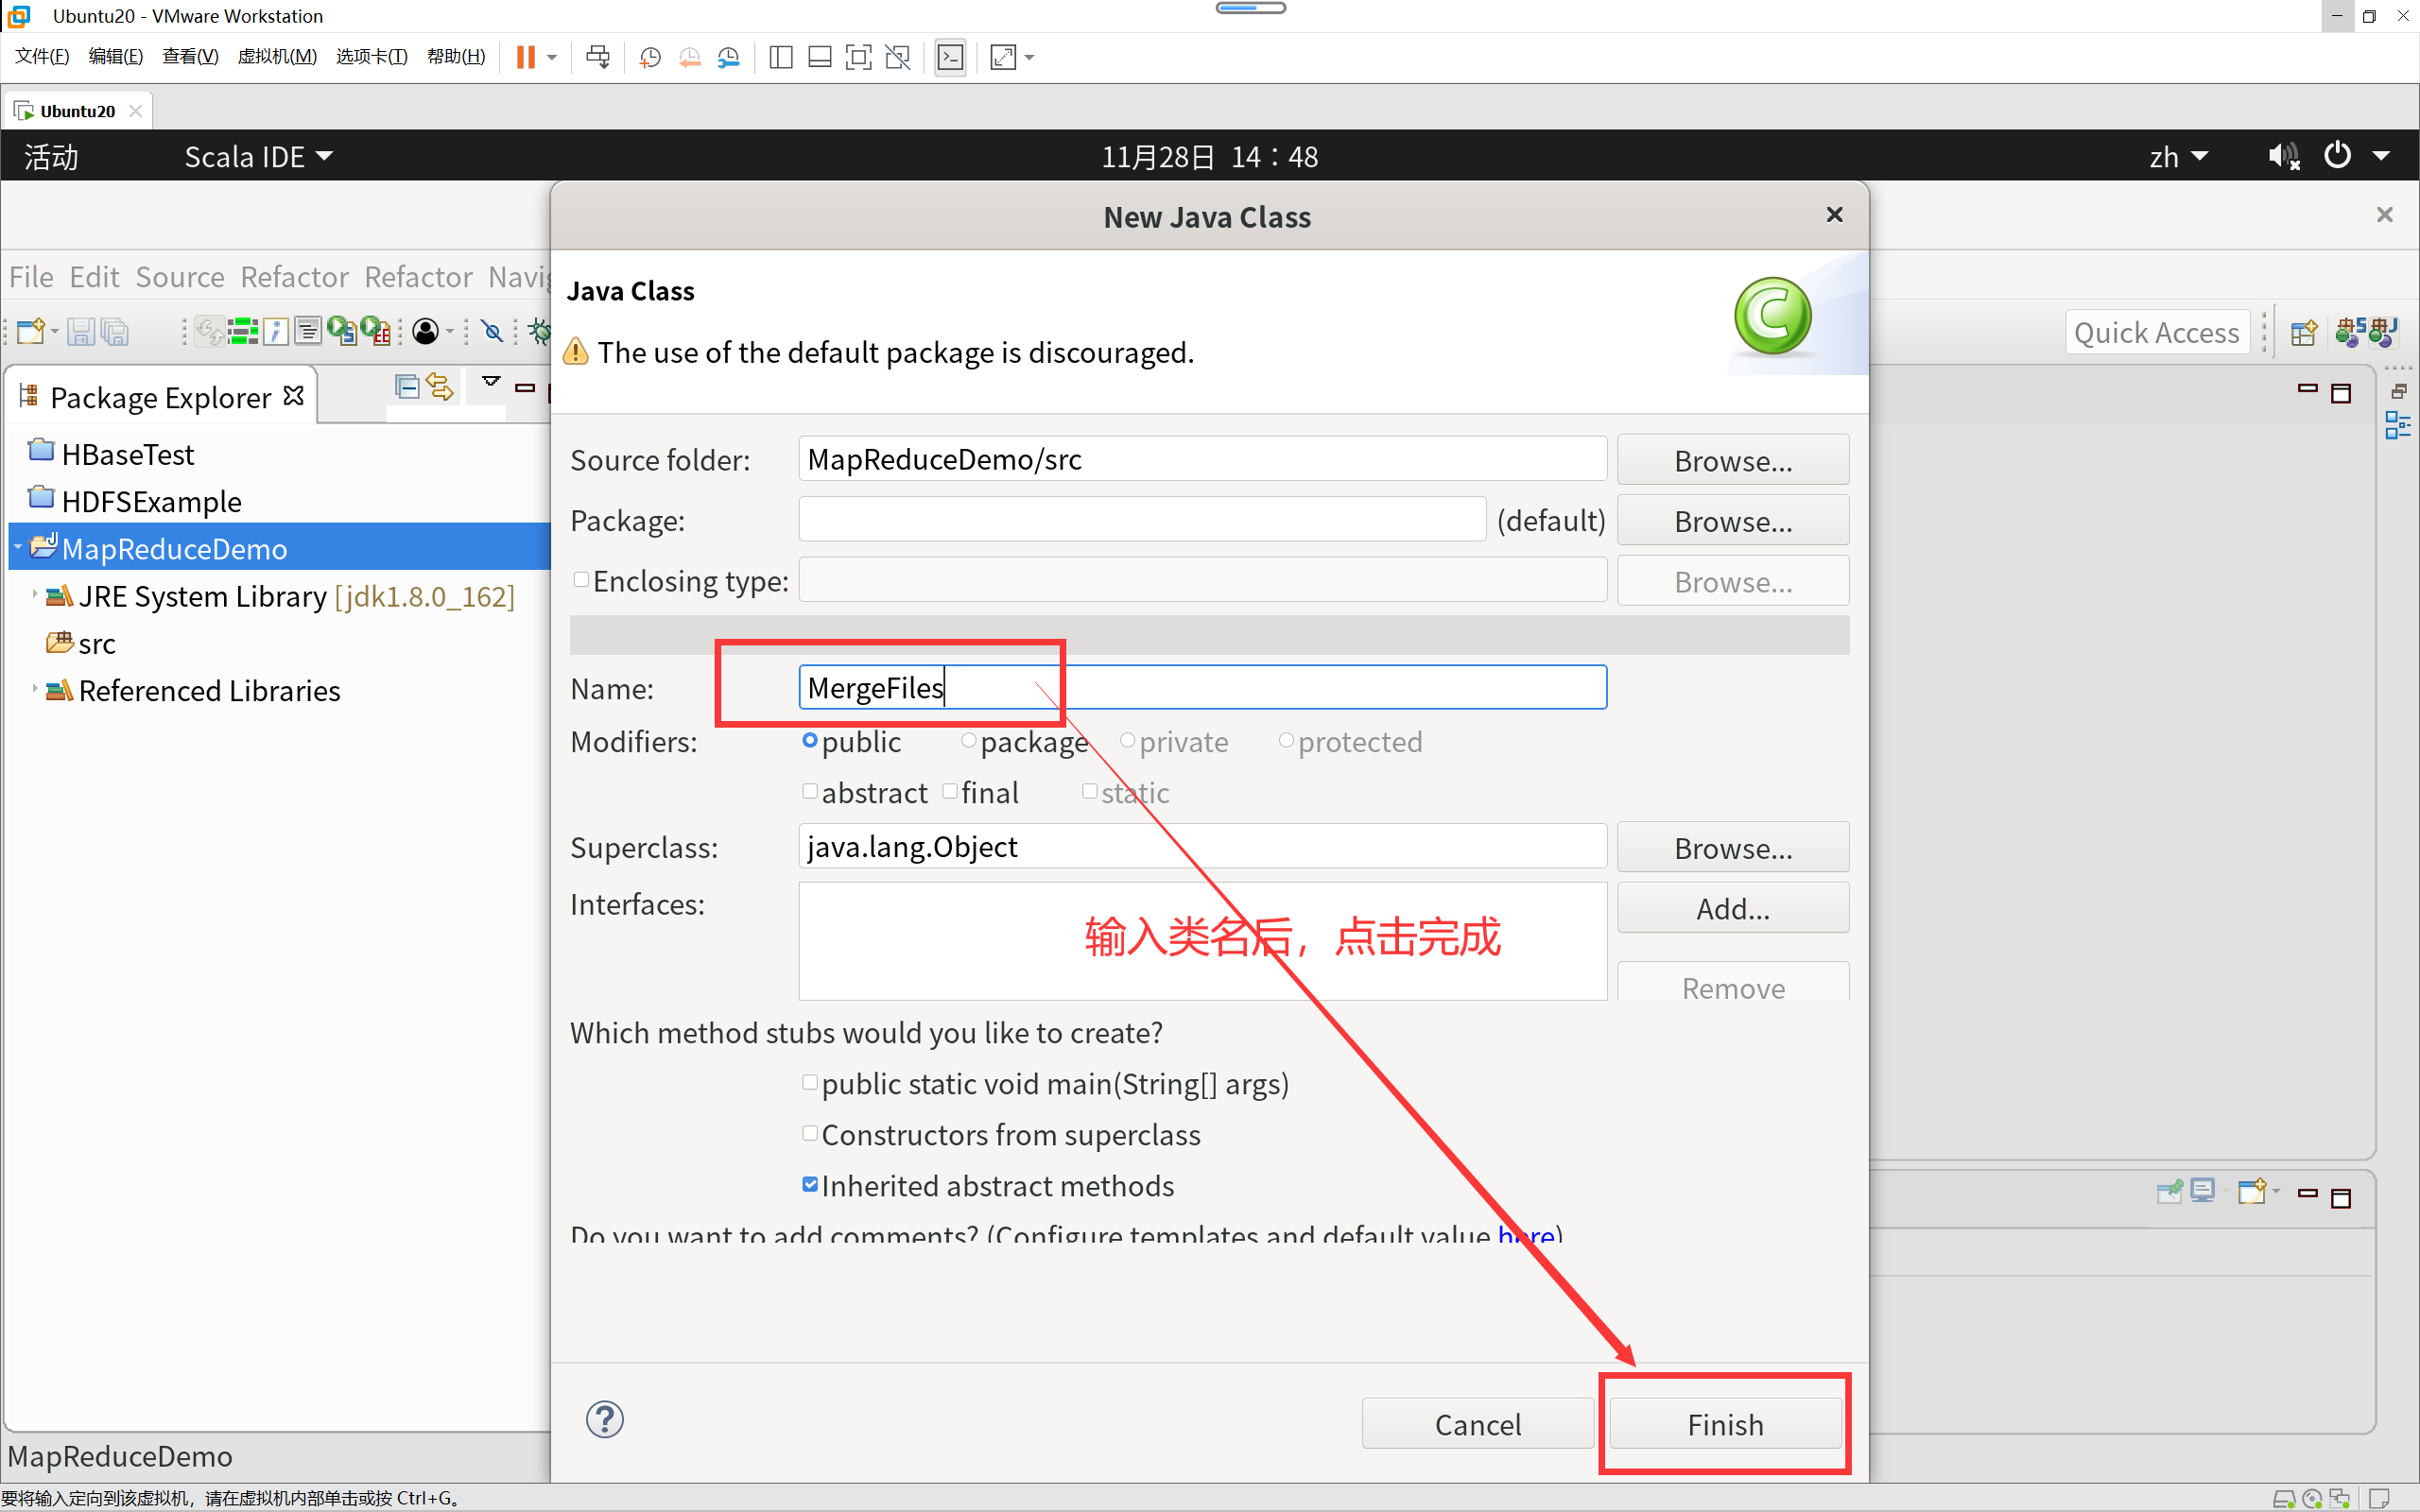 Ubuntu20 - VMware Workstation
文件(F) 编辑(E) 查看(V) 虚拟机(M) 选项卡(T) 帮助(H)
Ubuntu20
活动 Scala IDE 11月28日 14：48 zh
New Java Class
File Edit Source Refactor Refactor Navig
Java Class
The use of the default package is discouraged.
Quick Access
Package Explorer
HBaseTest
HDFSExample
MapReduceDemo
JRE System Library [jdk1.8.0_162]
src
Referenced Libraries
Source folder: MapReduceDemo/src Browse...
Package: (default) Browse...
Enclosing type: Browse...
Name: MergeFiles
Modifiers: public package private protected
abstract final static
Superclass: java.lang.Object Browse...
Interfaces: Add...
输入类名后，点击完成
Remove
Which method stubs would you like to create?
public static void main(String[] args)
Constructors from superclass
Inherited abstract methods
Do you want to add comments? (Configure templates and default value here)
Cancel Finish
MapReduceDemo
要将输入定向到该虚拟机，请在虚拟机内部单击或按 Ctrl+G。